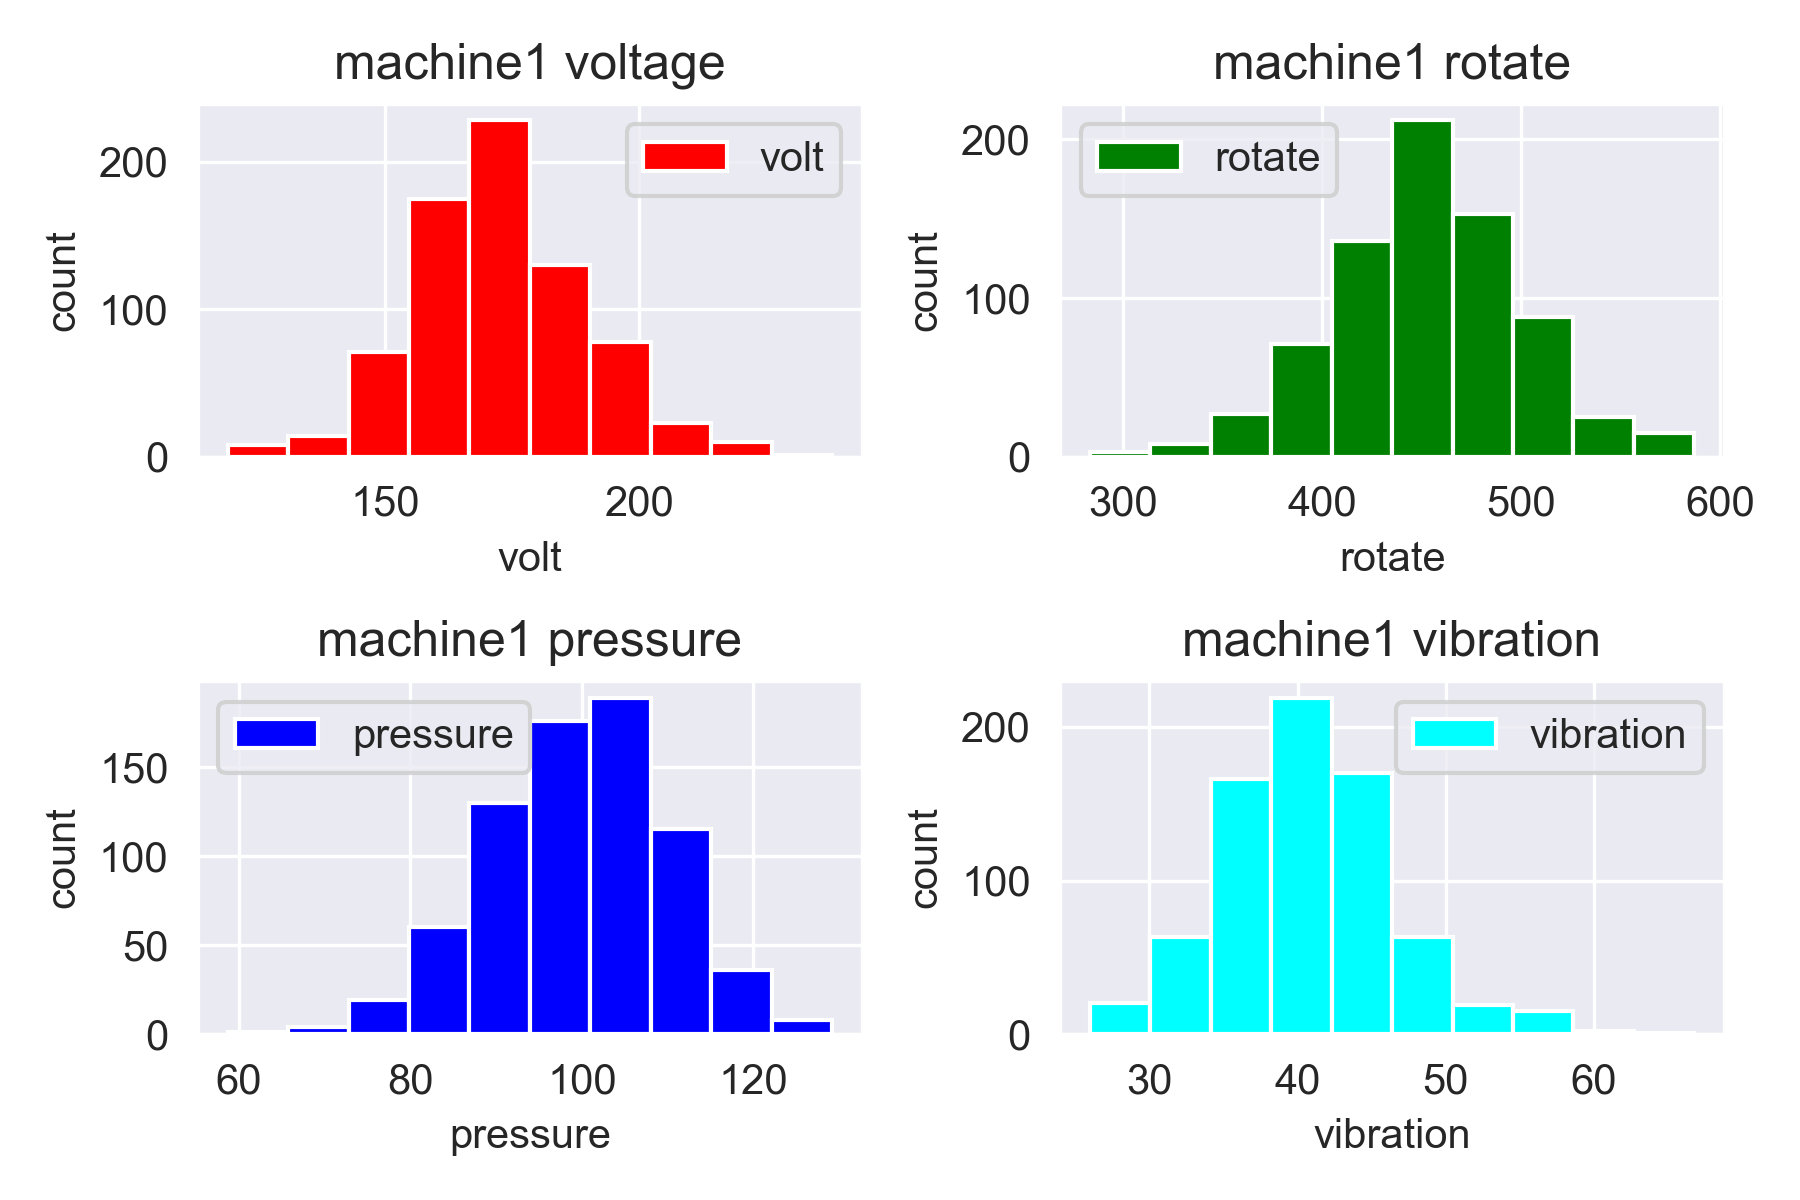 machine1 voltage
200
100
0
count
volt
150
200
volt
machine1 rotate
200
100
0
count
rotate
300
400
500
600
rotate
machine1 pressure
150
100
50
0
count
pressure
60
80
100
120
pressure
machine1 vibration
200
100
0
count
vibration
30
40
50
60
vibration